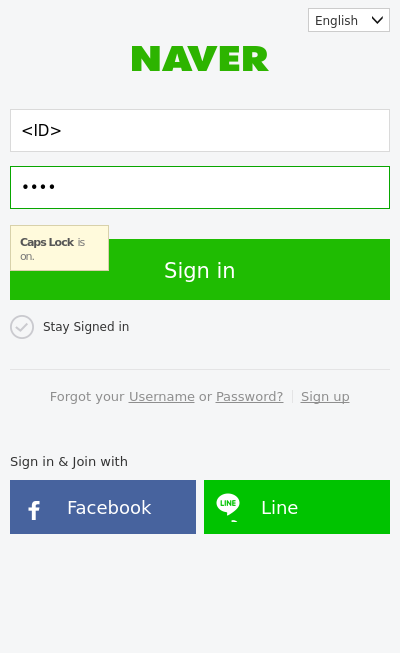 English
NAVER
<ID>
••••
Caps Lock is
on.
Sign in
Stay Signed in
Forgot your Username or Password? Sign up
Sign in & Join with
Facebook
LINE Line